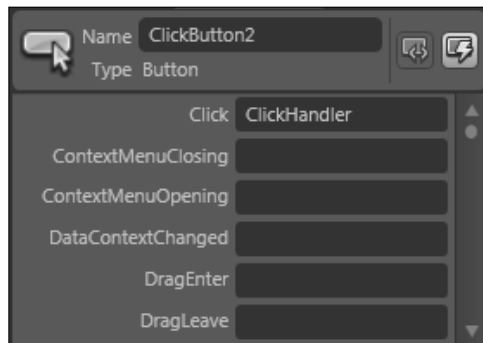 Name ClickButton2
Type Button
Click ClickHandler
ContextMenuClosing
ContextMenuOpening
DataContextChanged
DragEnter
DragLeave